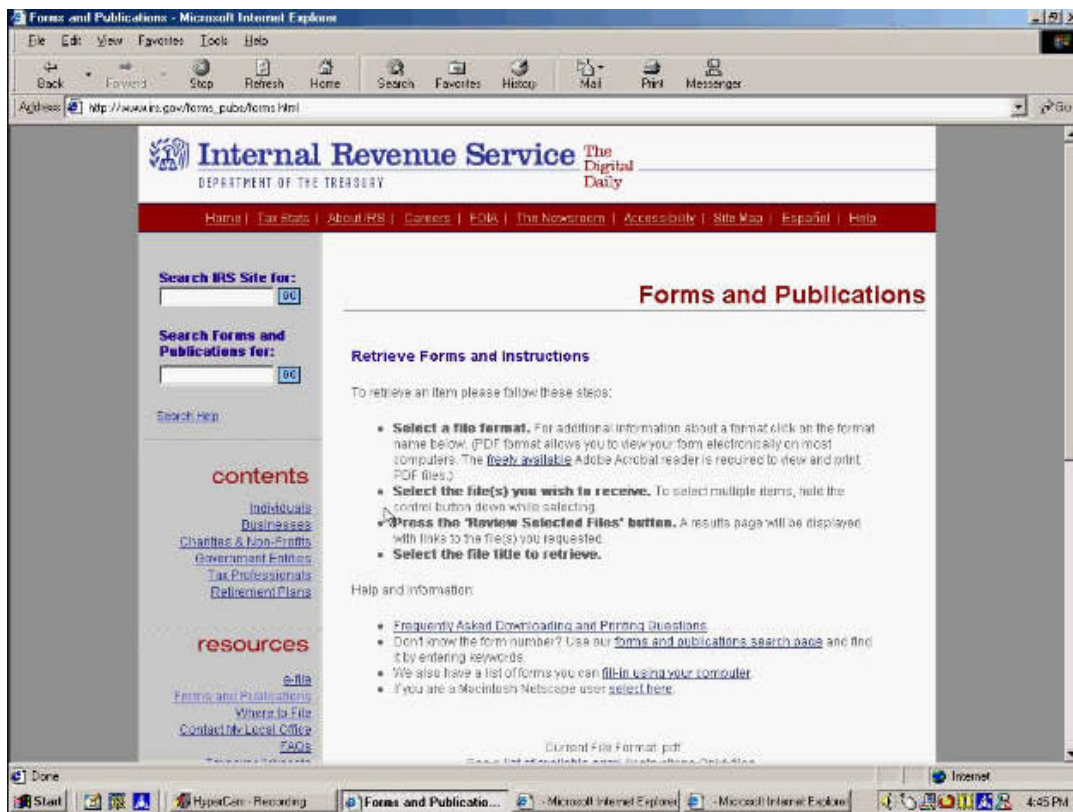 Forms and Publications - Microsoft Internet Explorer
File Edit View Favorites Tools Help
Back Forward Stop Refresh Home Search Favorites History Mail Print Messenger
Address http://www.irs.gov/forms_pubs/forms.html Go
Internal Revenue Service The Digital Daily
DEPARTMENT OF THE TREASURY
Home | Tax Stats | About IRS | Careers | FOIA | The Newsroom | Accessibility | Site Map | Español | Help
Search IRS Site for:
GO
Search Forms and
Publications for:
GO
Search Help
contents
Individuals
Businesses
Charities & Non-Profits
Government Entities
Tax Professionals
Retirement Plans
resources
e-file
Forms and Publications
Where to File
Contact My Local Office
FAQs
Forms and Publications
Retrieve Forms and Instructions
To retrieve an item please follow these steps:
• Select a file format. For additional information about a format click on the format
name below. (PDF format allows you to view your form electronically on most
computers. The freely available Adobe Acrobat reader is required to view and print
PDF files.)
• Select the file(s) you wish to receive. To select multiple items, hold the
control button down while selecting.
• Press the 'Review Selected Files' button. A results page will be displayed
with links to the file(s) you requested.
• Select the file title to retrieve.
Help and information:
• Frequently Asked Downloading and Printing Questions.
• Don't know the form number? Use our forms and publications search page and find
it by entering keywords.
• We also have a list of forms you can fill-in using your computer.
• If you are a Macintosh Netscape user select here.
Current File Format: pdf
Done Internet
Start HyperCam - Recording Forms and Publicatio... - Microsoft Internet Explorer - Microsoft Internet Explorer 4:45 PM